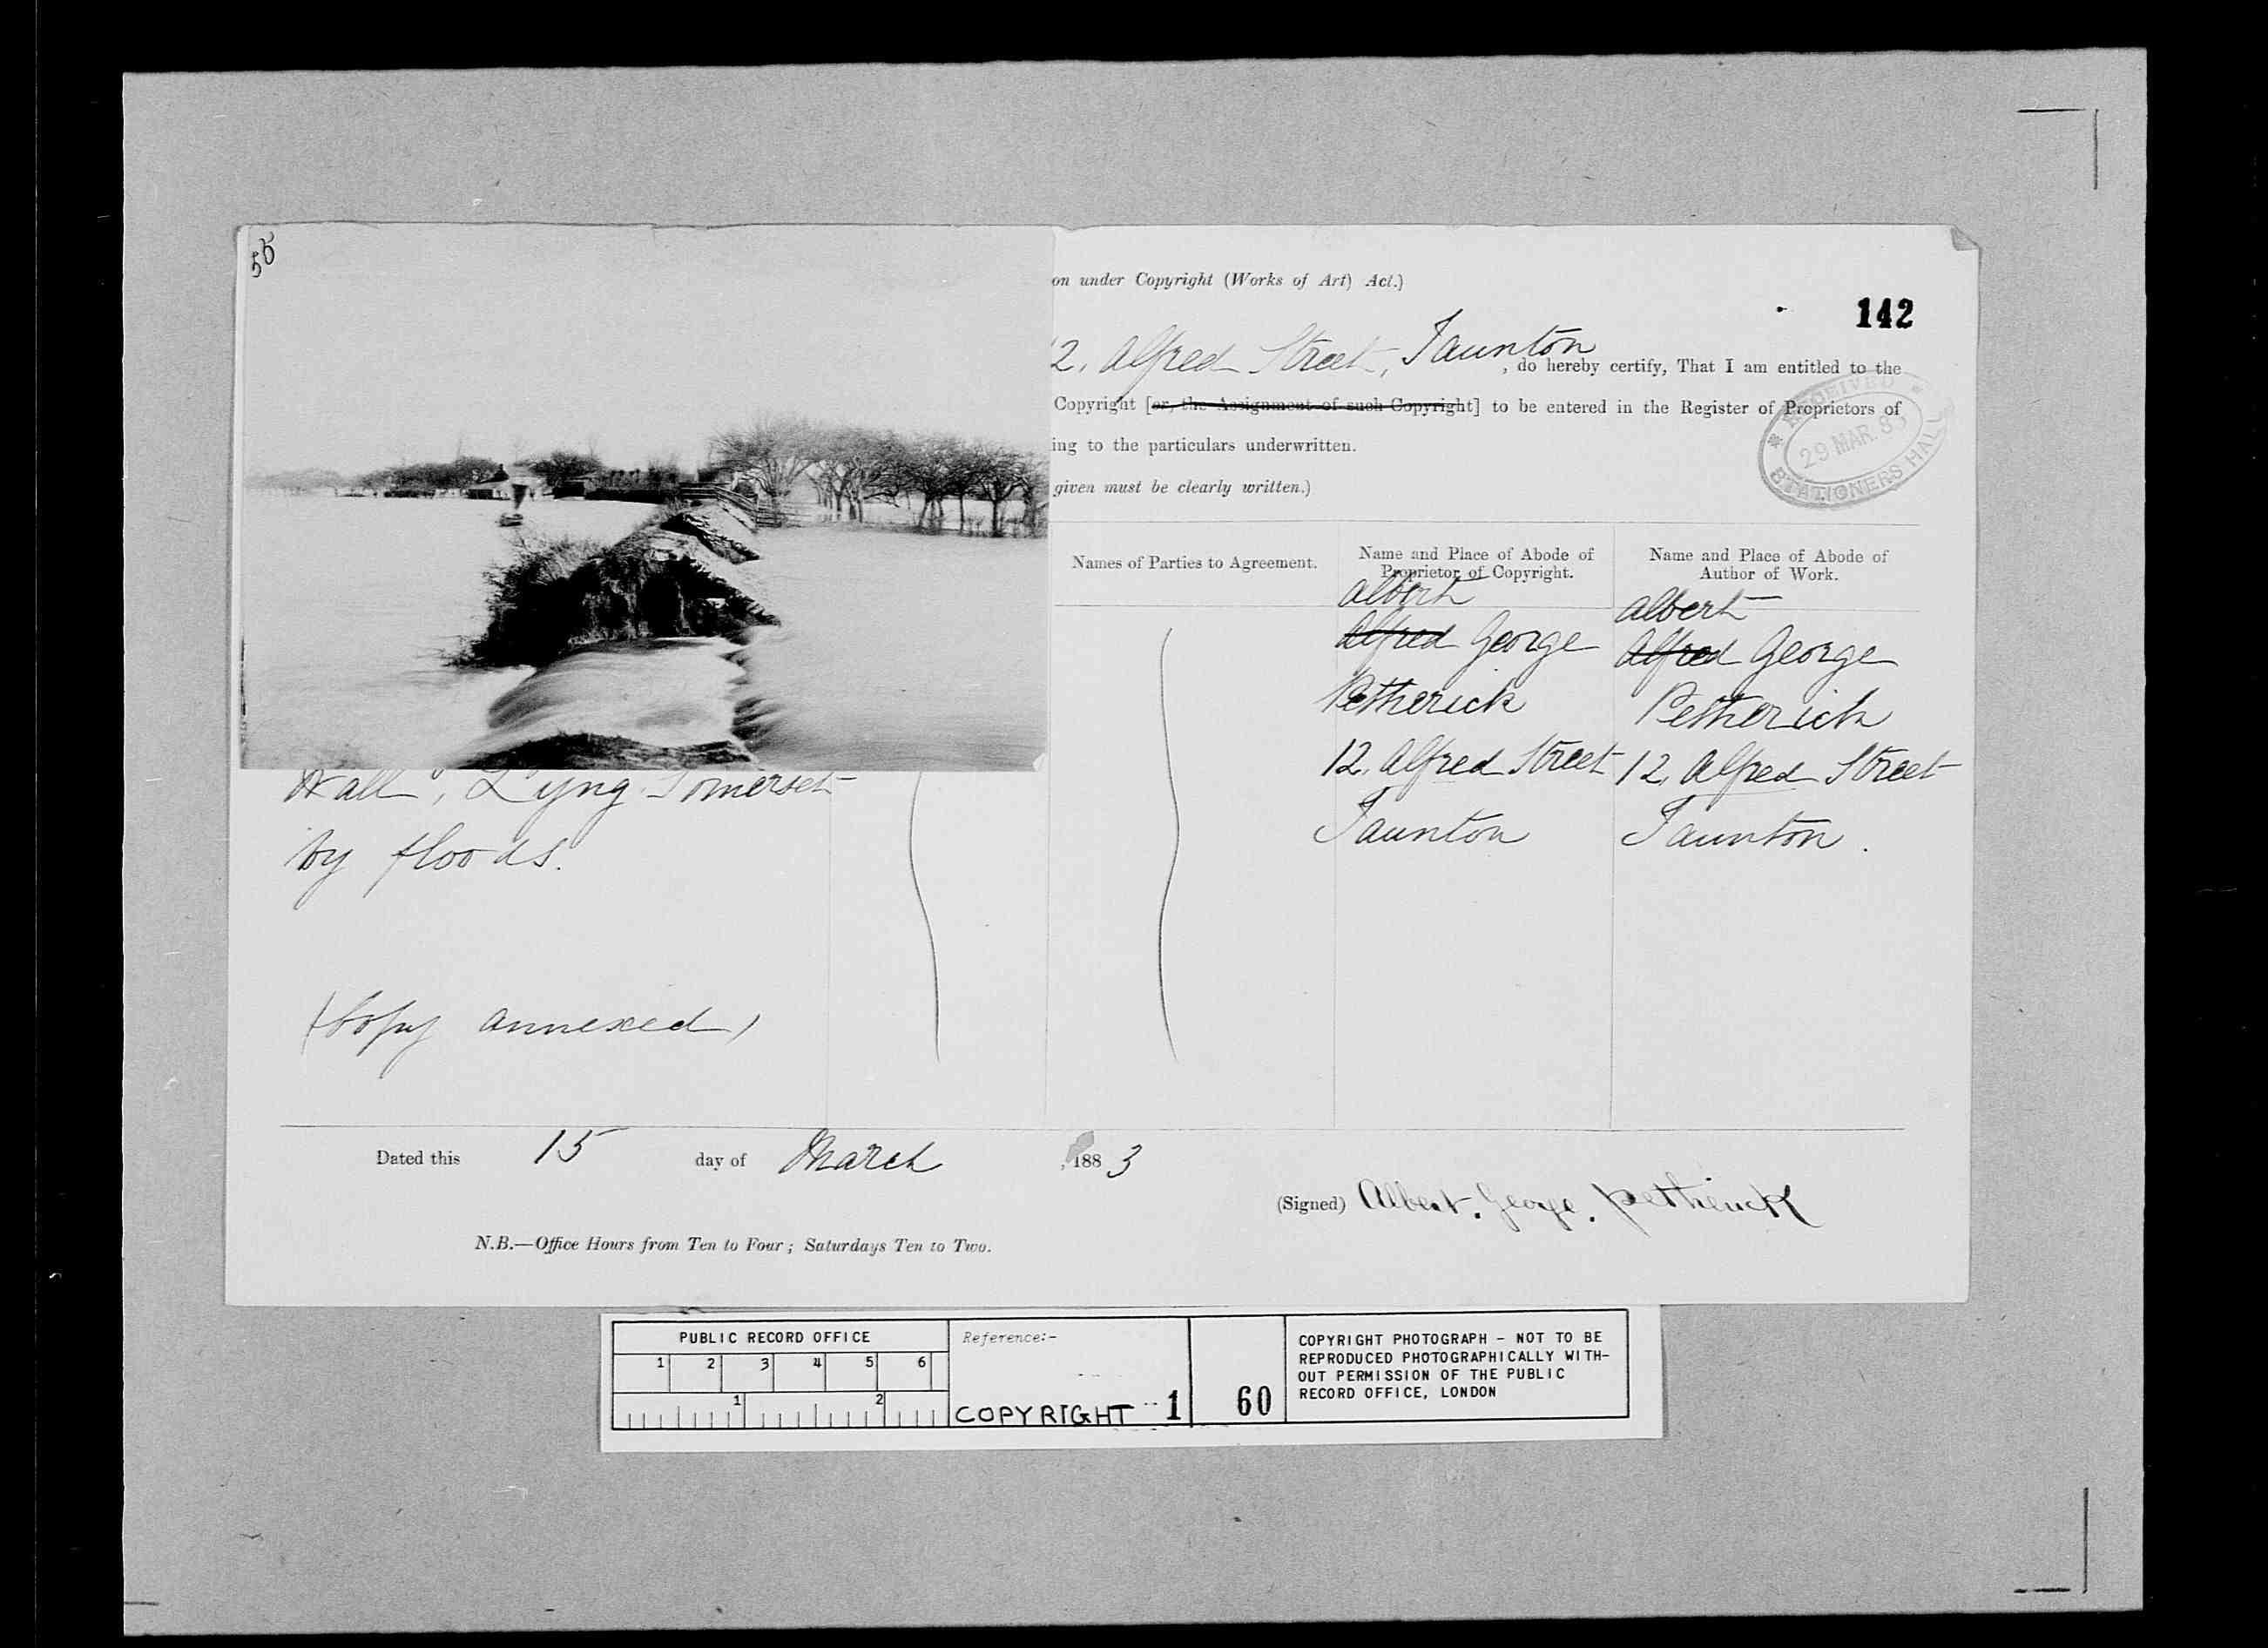 56
on under Copyright (Works of Art) Act.)
142
12, Alfred Street, Taunton, do hereby certify, That I am entitled to the
Copyright [or, the Assignment of such Copyright] to be entered in the Register of Proprietors of
ing to the particulars underwritten.
given must be clearly written.)
RECEIVED
29 MAR. 83
STATIONERS HALL
Names of Parties to Agreement.
Name and Place of Abode of
Proprietor of Copyright.
Name and Place of Abode of
Author of Work.
Albert
Alfred George
Petherick
12, Alfred Street
Taunton
Albert
Alfred George
Petherick
12, Alfred Street
Taunton.
Wall", Lyng Somerset
by floods.
(Copy annexed)
Dated this 15 day of March, 1883
(Signed) Albert. George. Petherick
N.B.—Office Hours from Ten to Four; Saturdays Ten to Two.
PUBLIC RECORD OFFICE
1 2 3 4 5 6
1 2
Reference:-
COPYRIGHT 1
60
COPYRIGHT PHOTOGRAPH - NOT TO BE
REPRODUCED PHOTOGRAPHICALLY WITH-
OUT PERMISSION OF THE PUBLIC
RECORD OFFICE, LONDON